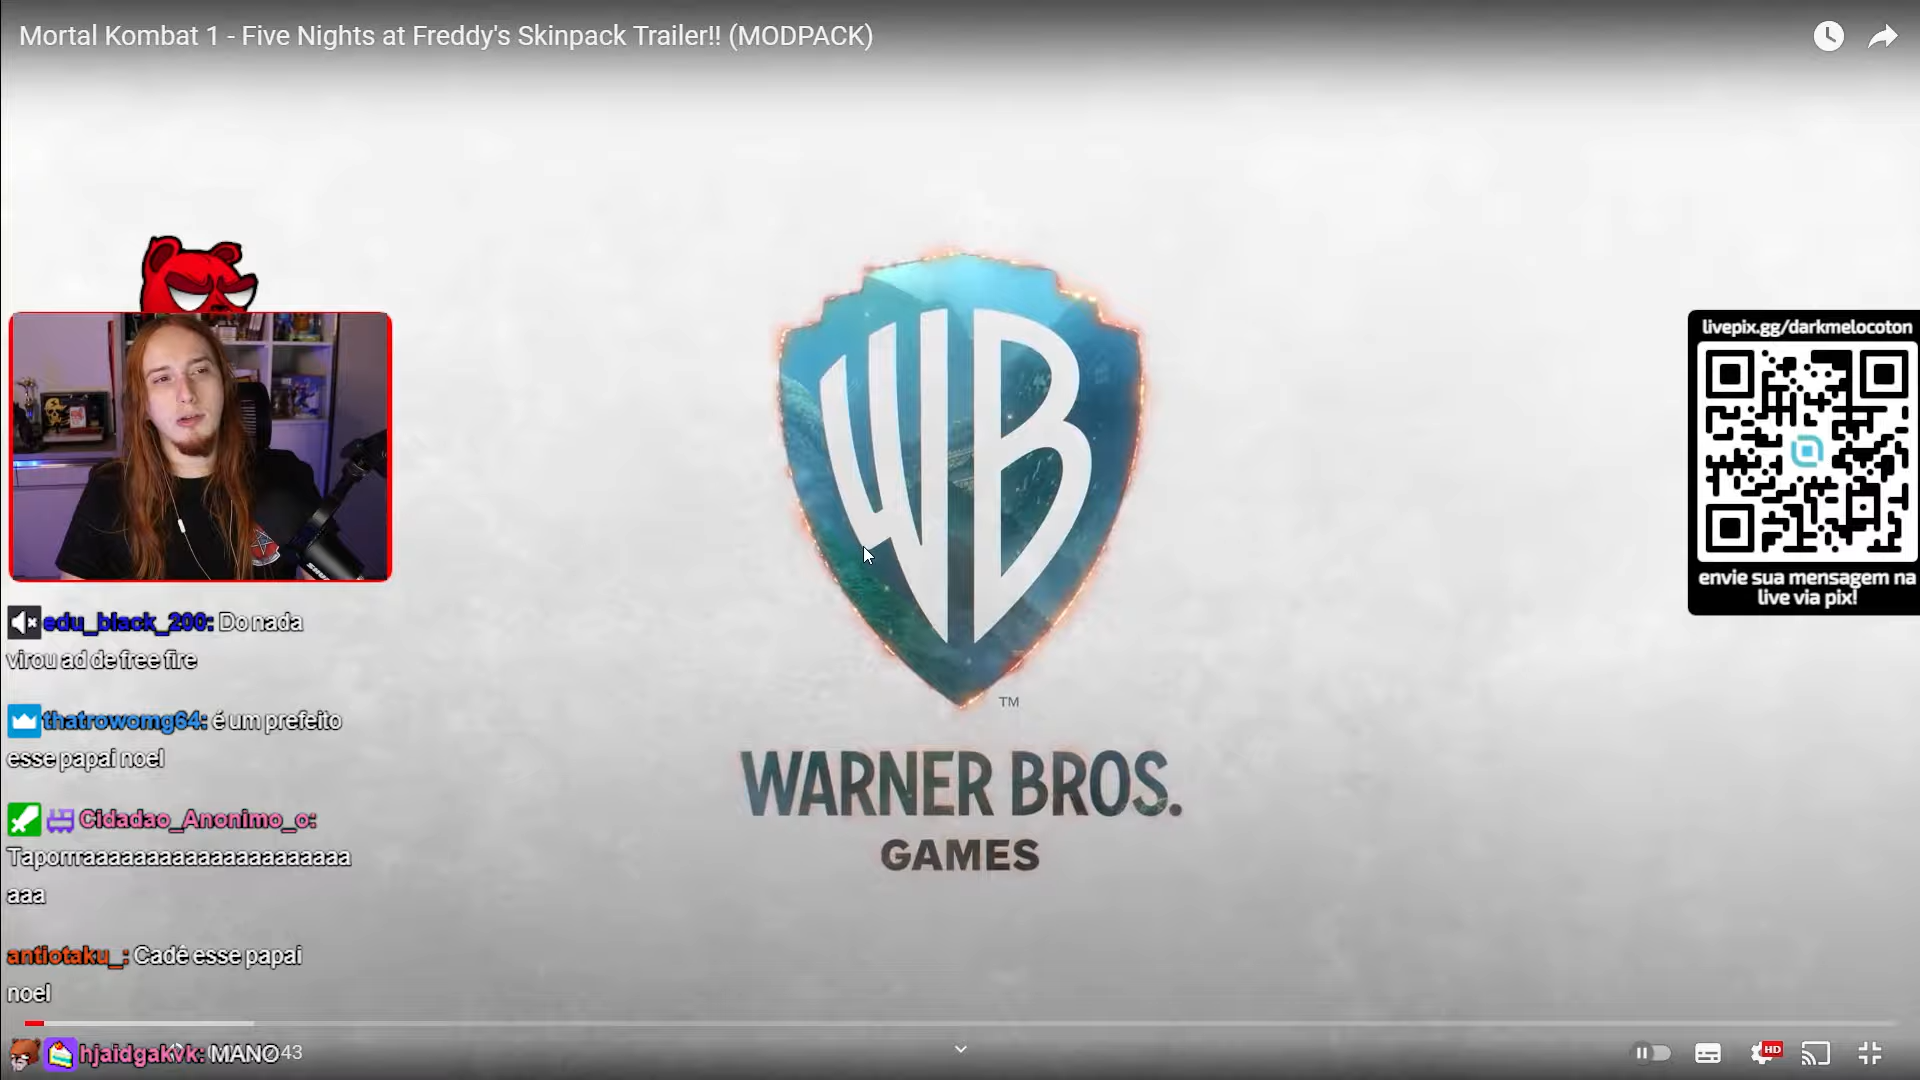 Mortal Kombat 1 - Five Nights at Freddy's Skinpack Trailer!! (MODPACK)
WB
TM
WARNER BROS.
GAMES
livepix.gg/darkmelocoton
envie sua mensagem na
live via pix!
edu_black_200: Do nada
virou ad de free fire
thatrowomg64: é um prefeito
esse papai noel
Cidadao_Anonimo_o:
Taporrraaaaaaaaaaaaaaaaaaaaa
aaa
antiotaku_: Cadê esse papai
noel
hjaidgakvk: MANO
43
HD